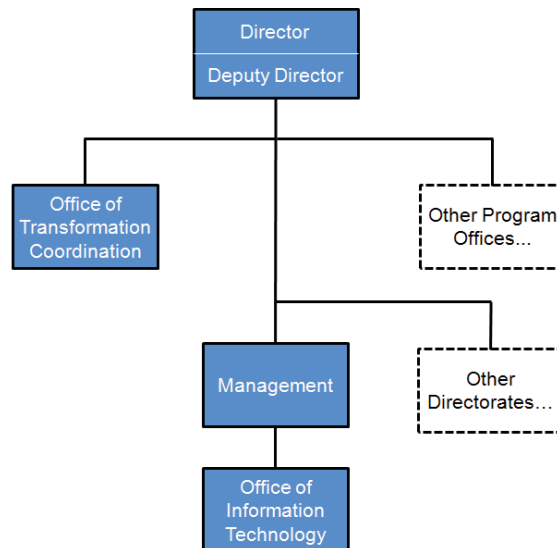 Director
Deputy Director
Office of
Transformation
Coordination
Other Program
Offices...
Management
Other
Directorates…
Office of
Information
Technology